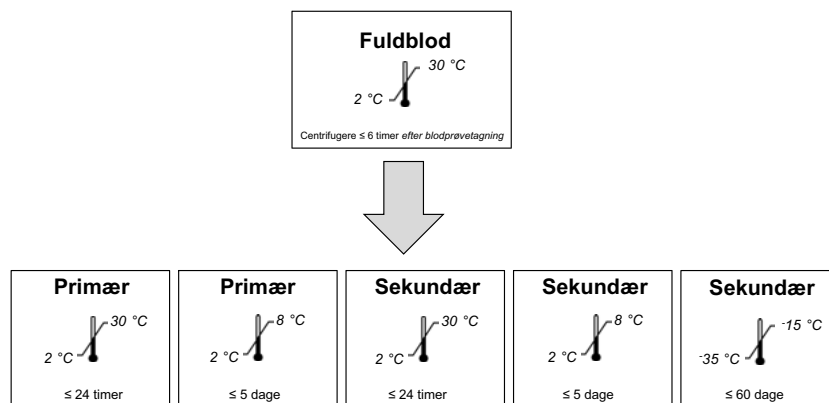 Fuldblod
30 °C
2 °C
Centrifugere ≤ 6 timer efter blodprøvetagning
Primær
30 °C
2 °C
≤ 24 timer
Primær
8 °C
2 °C
≤ 5 dage
Sekundær
30 °C
2 °C
≤ 24 timer
Sekundær
8 °C
2 °C
≤ 5 dage
Sekundær
-15 °C
-35 °C
≤ 60 dage